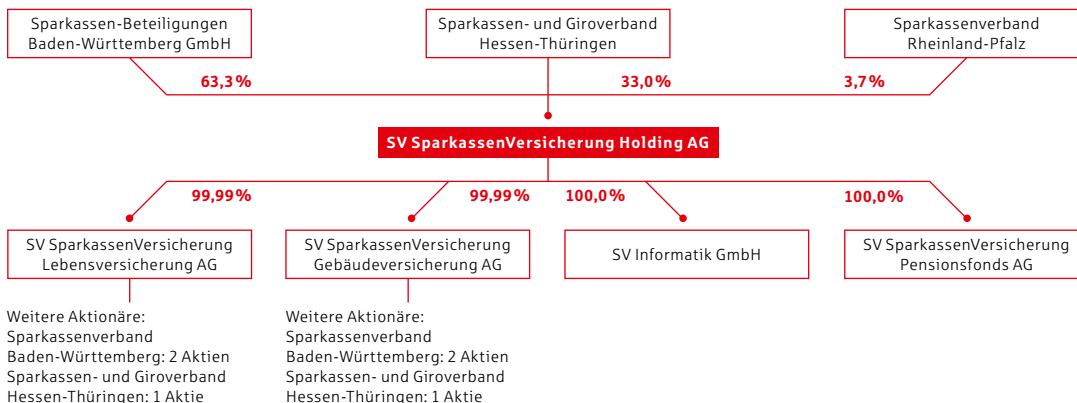 Sparkassen-Beteiligungen
Baden-Württemberg GmbH
Sparkassen- und Giroverband
Hessen-Thüringen
Sparkassenverband
Rheinland-Pfalz
63,3%
33,0%
3,7%
SV SparkassenVersicherung Holding AG
99,99%
99,99%
100,0%
100,0%
SV SparkassenVersicherung
Lebensversicherung AG
SV SparkassenVersicherung
Gebäudeversicherung AG
SV Informatik GmbH
SV SparkassenVersicherung
Pensionsfonds AG
Weitere Aktionäre:
Sparkassenverband
Baden-Württemberg: 2 Aktien
Sparkassen- und Giroverband
Hessen-Thüringen: 1 Aktie
Weitere Aktionäre:
Sparkassenverband
Baden-Württemberg: 2 Aktien
Sparkassen- und Giroverband
Hessen-Thüringen: 1 Aktie